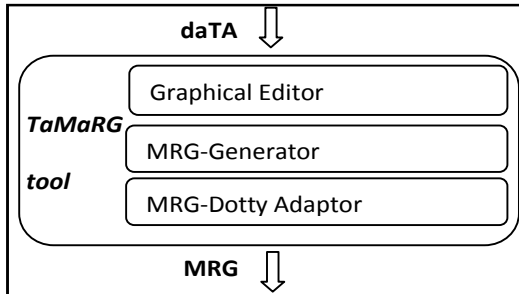 daTA
Graphical Editor
TaMaRG
MRG-Generator
tool
MRG-Dotty Adaptor
MRG